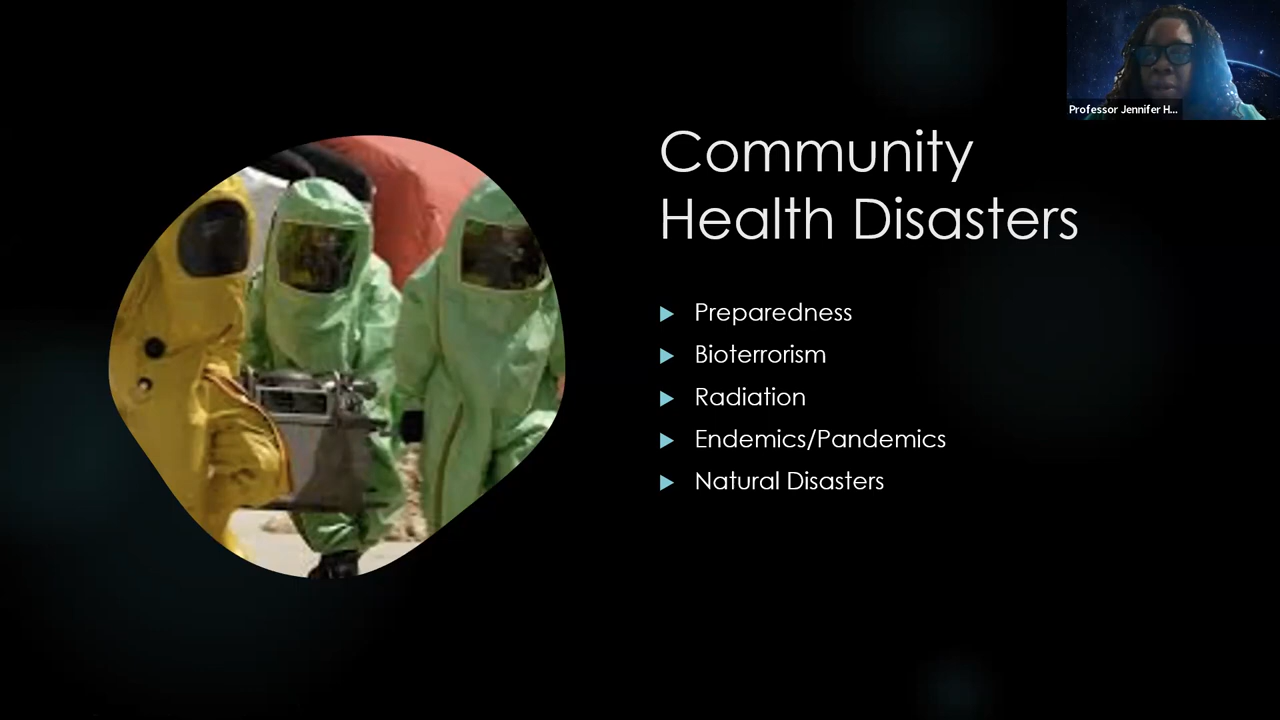 Professor Jennifer H...
Community
Health Disasters
Preparedness
Bioterrorism
Radiation
Endemics/Pandemics
Natural Disasters